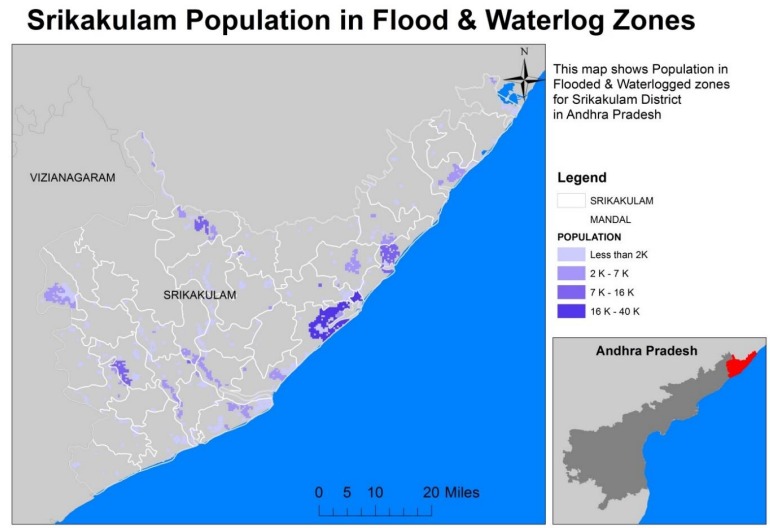 Srikakulam Population in Flood & Waterlog Zones
N
This map shows Population in
Flooded & Waterlogged zones
for Srikakulam District
in Andhra Pradesh
VIZIANAGARAM
SRIKAKULAM
Legend
SRIKAKULAM
MANDAL
POPULATION
Less than 2K
2 K - 7 K
7 K - 16 K
16 K - 40 K
Andhra Pradesh
0 5 10 20 Miles